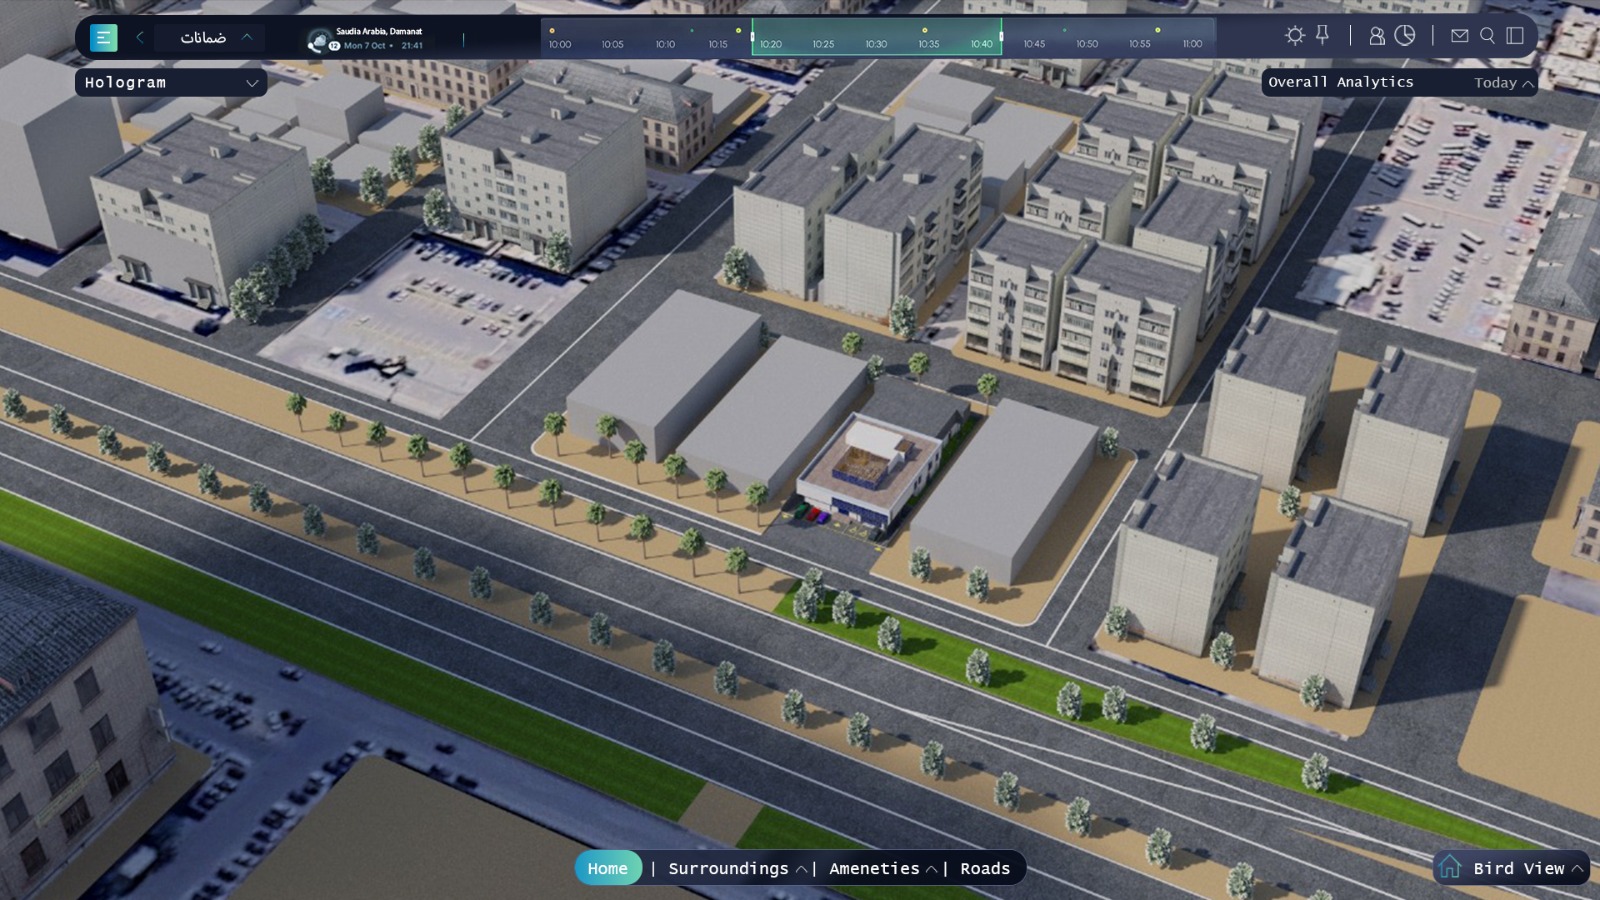 ضمانات
Saudia Arabia, Damanat
12 Mon 7 Oct • 21:41
10:00 10:05 10:10 10:15 10:20 10:25 10:30 10:35 10:40 10:45 10:50 10:55 11:00
Hologram
Overall Analytics Today
Home | Surroundings | Ameneties | Roads
Bird View